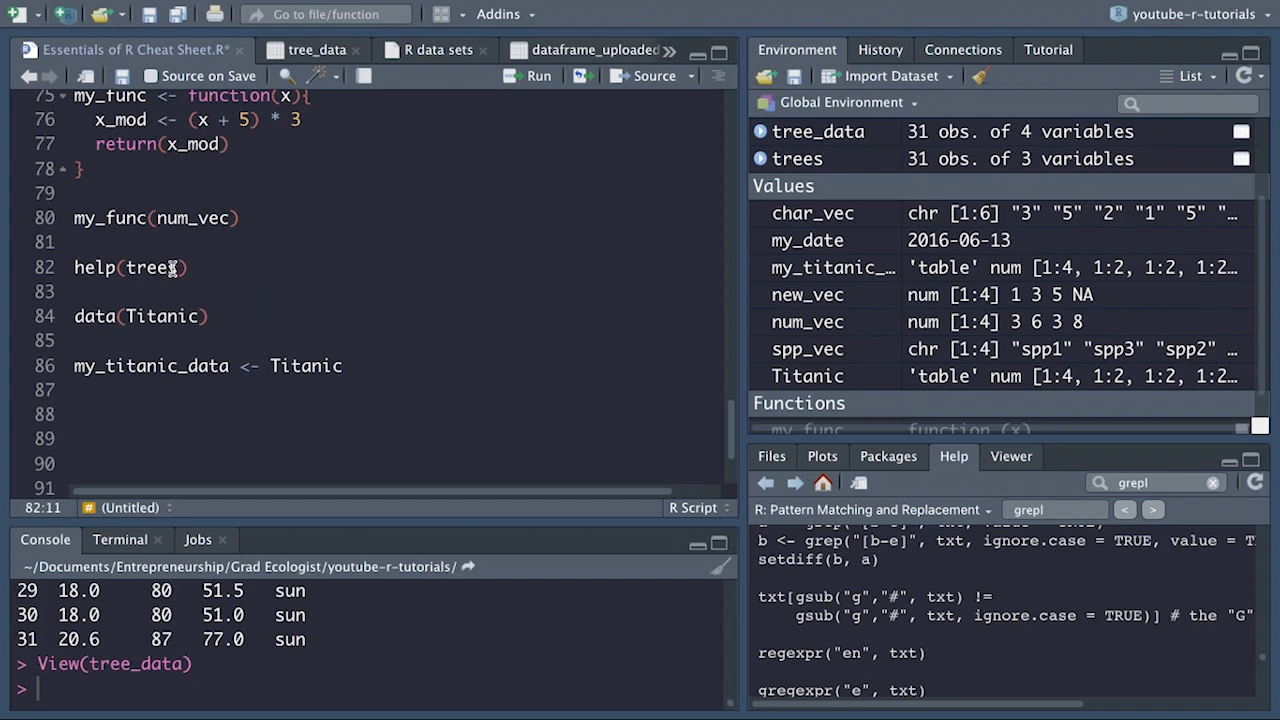 Go to file/function
Addins
youtube-r-tutorials
Essentials of R Cheat Sheet.R*
tree_data
R data sets
dataframe_uploaded
Source on Save
Run
Source
75 my_func <- function(x){
76 x_mod <- (x + 5) * 3
77 return(x_mod)
78 }
79
80 my_func(num_vec)
81
82 help(trees)
83
84 data(Titanic)
85
86 my_titanic_data <- Titanic
87
88
89
90
91
82:11 # (Untitled) R Script
Console Terminal Jobs
~/Documents/Entrepreneurship/Grad Ecologist/youtube-r-tutorials/
29 18.0 80 51.5 sun
30 18.0 80 51.0 sun
31 20.6 87 77.0 sun
> View(tree_data)
>
Environment History Connections Tutorial
Import Dataset List
Global Environment
tree_data 31 obs. of 4 variables
trees 31 obs. of 3 variables
Values
char_vec chr [1:6] "3" "5" "2" "1" "5" "…
my_date 2016-06-13
my_titanic_… 'table' num [1:4, 1:2, 1:2, 1:2…
new_vec num [1:4] 1 3 5 NA
num_vec num [1:4] 3 6 3 8
spp_vec chr [1:4] "spp1" "spp3" "spp2" …
Titanic 'table' num [1:4, 1:2, 1:2, 1:2…
Functions
my_func function (x)
Files Plots Packages Help Viewer
grepl
R: Pattern Matching and Replacement grepl < >
b <- grep("[b-e]", txt, ignore.case = TRUE, value = T
setdiff(b, a)
txt[gsub("g","#", txt) !=
gsub("g","#", txt, ignore.case = TRUE)] # the "G"
regexpr("en", txt)
gregexpr("e", txt)